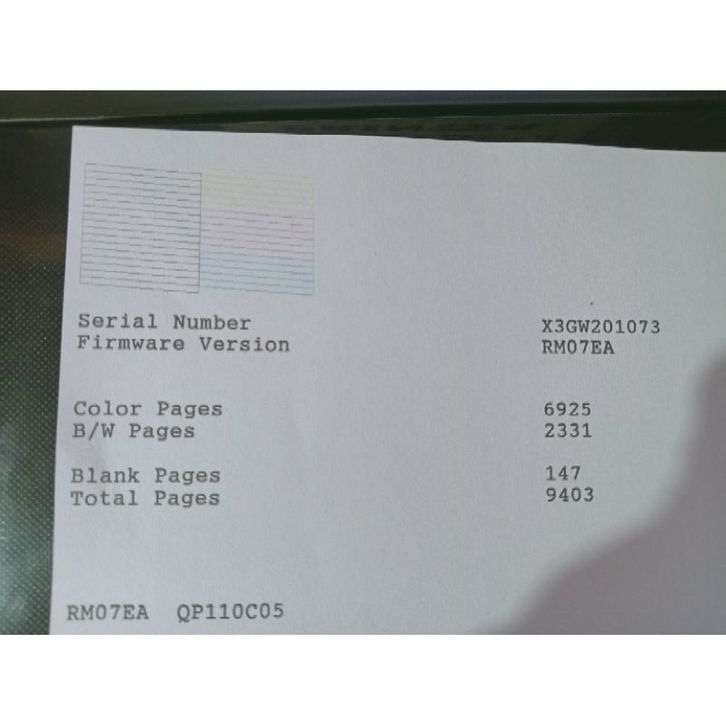 Serial Number X3GW201073
Firmware Version RM07EA
Color Pages 6925
B/W Pages 2331
Blank Pages 147
Total Pages 9403
RM07EA QP110C05